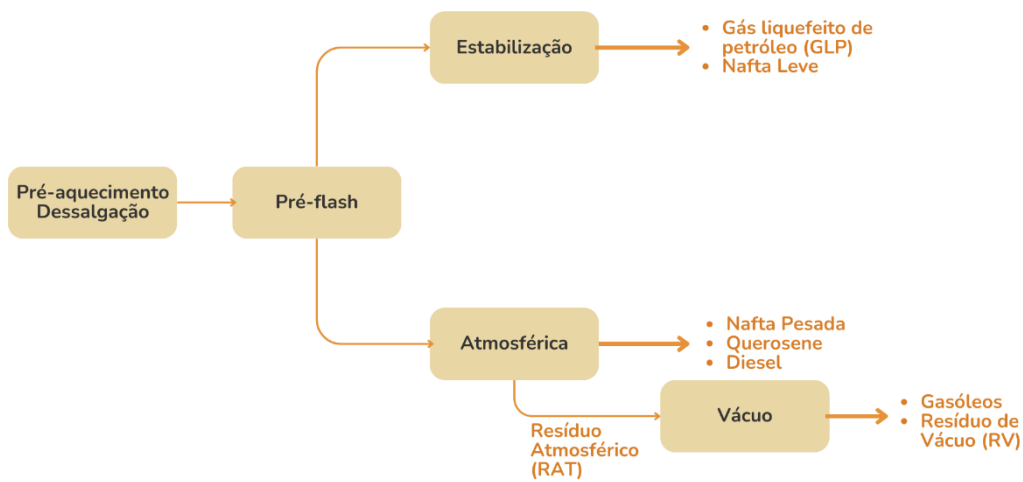 Estabilização
• Gás liquefeito de
petróleo (GLP)
• Nafta Leve
Pré-aquecimento
Dessalgação
Pré-flash
Atmosférica
• Nafta Pesada
• Querosene
• Diesel
Resíduo
Atmosférico
(RAT)
Vácuo
• Gasóleos
• Resíduo de
Vácuo (RV)